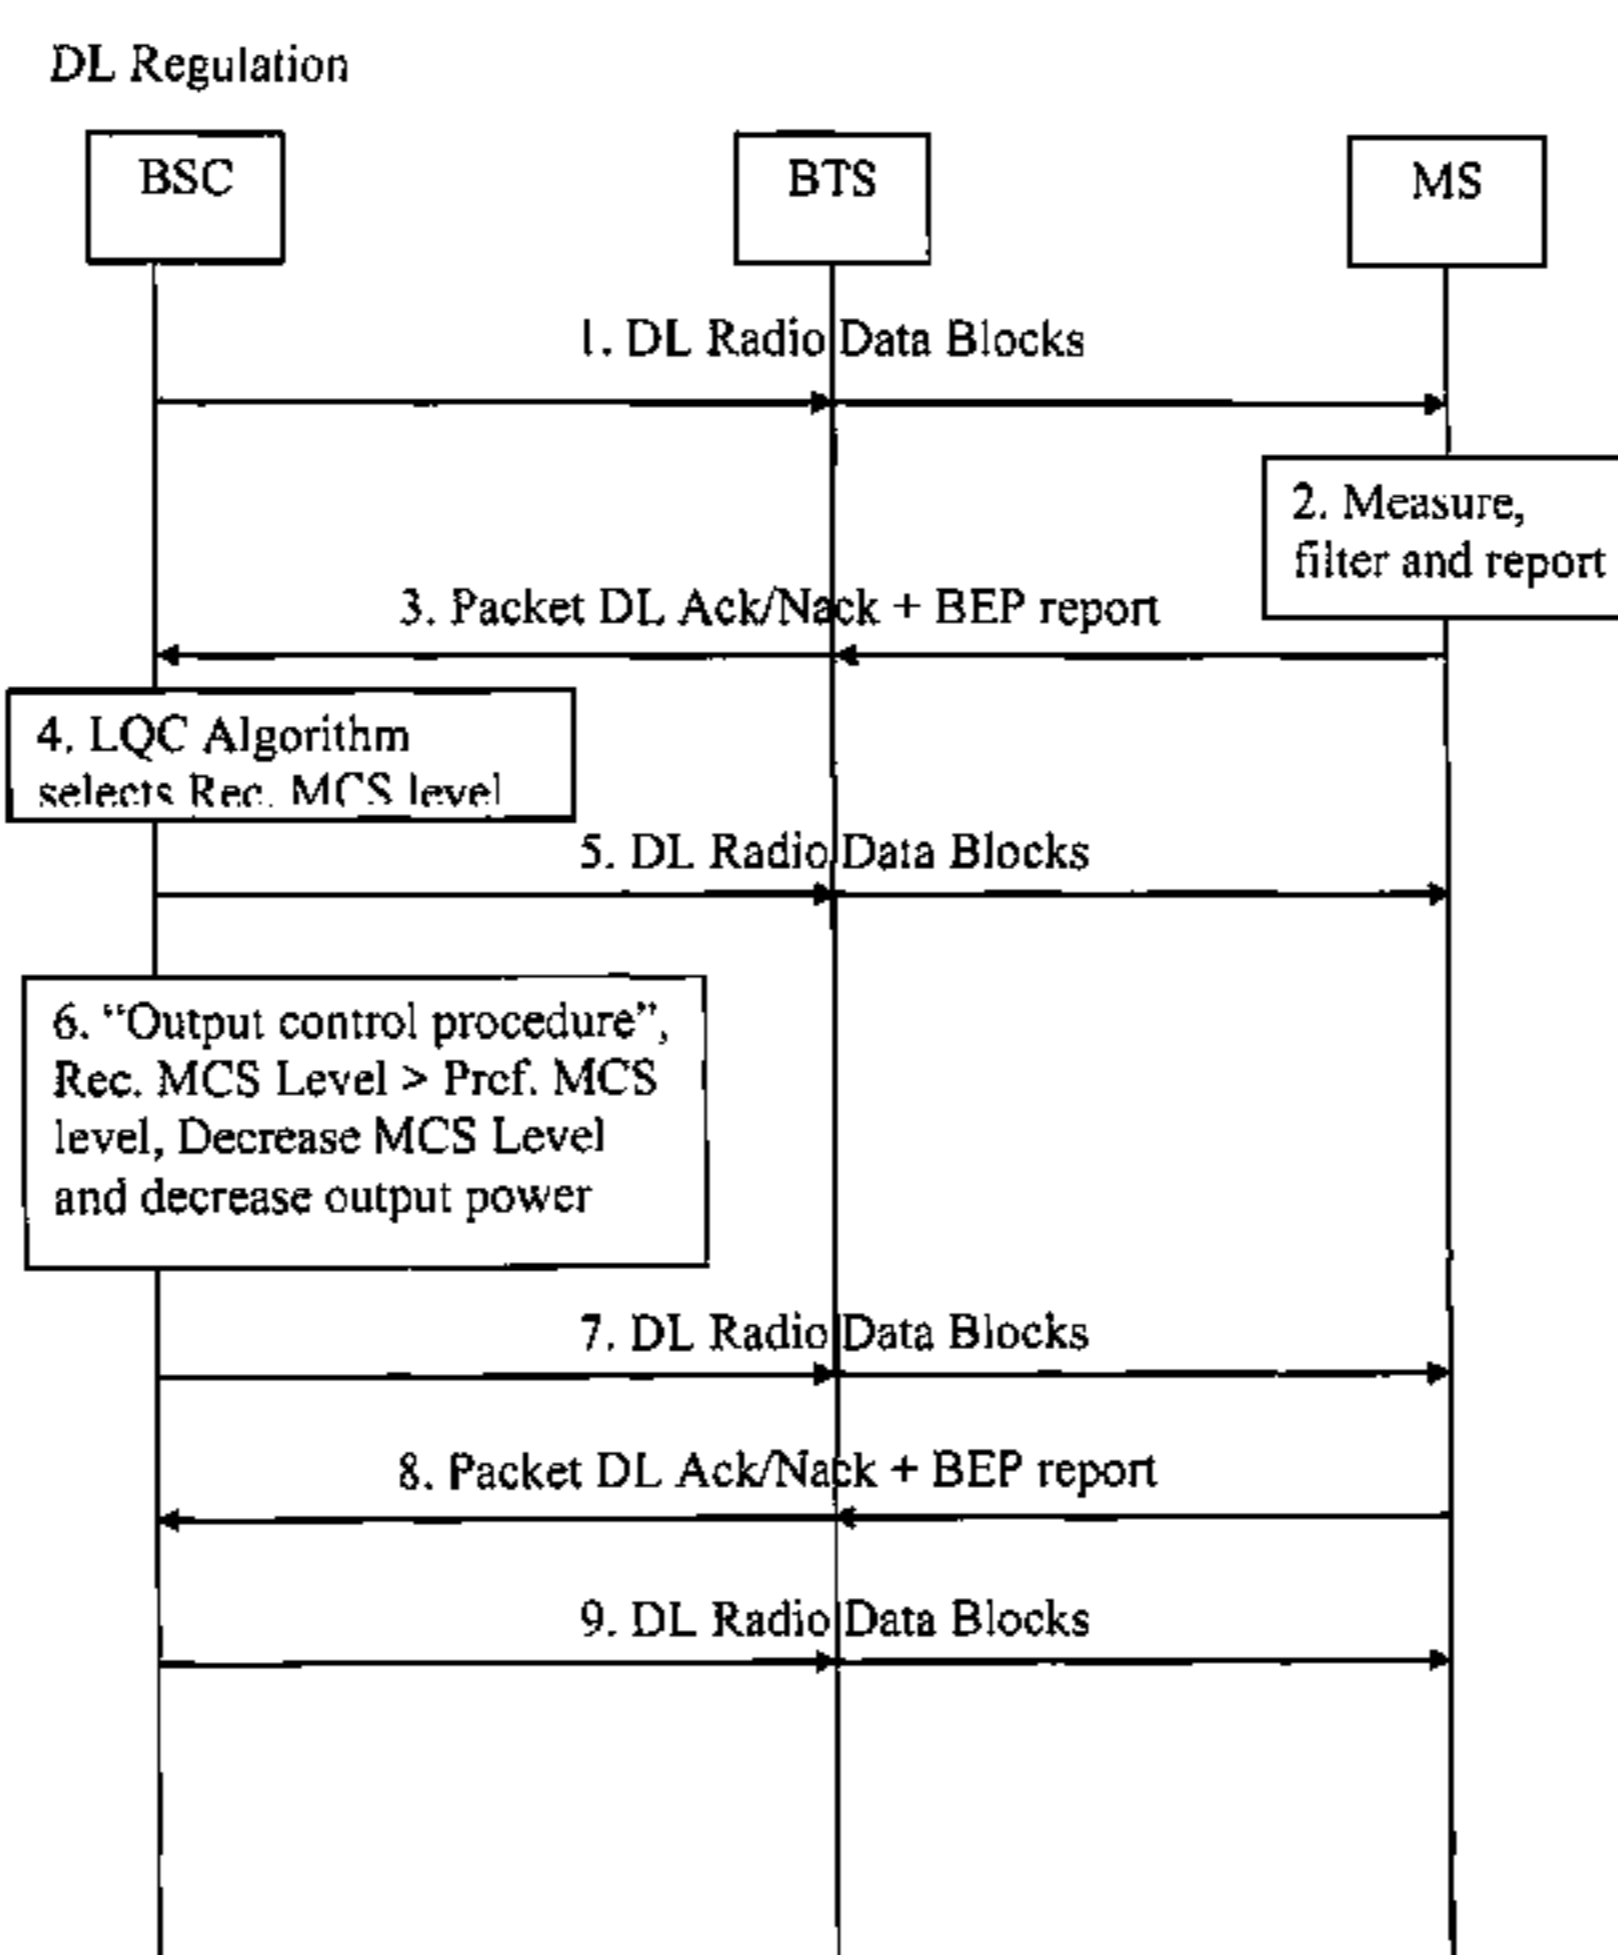 DL Regulation
BSC
BTS
MS
1. DL Radio Data Blocks
2. Measure,
filter and report
3. Packet DL Ack/Nack + BEP report
4. LQC Algorithm
selects Rec. MCS level
5. DL Radio Data Blocks
6. “Output control procedure”,
Rec. MCS Level > Pref. MCS
level, Decrease MCS Level
and decrease output power
7. DL Radio Data Blocks
8. Packet DL Ack/Nack + BEP report
9. DL Radio Data Blocks